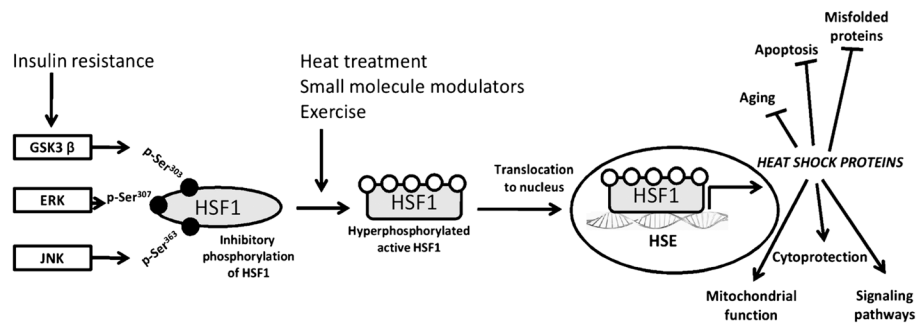 Insulin resistance
GSK3 β
ERK
JNK
p-Ser303
p-Ser307
p-Ser363
HSF1
Inhibitory
phosphorylation
of HSF1
Heat treatment
Small molecule modulators
Exercise
HSF1
Hyperphosphorylated
active HSF1
Translocation
to nucleus
HSF1
HSE
Misfolded
proteins
Apoptosis
Aging
HEAT SHOCK PROTEINS
Cytoprotection
Mitochondrial
function
Signaling
pathways